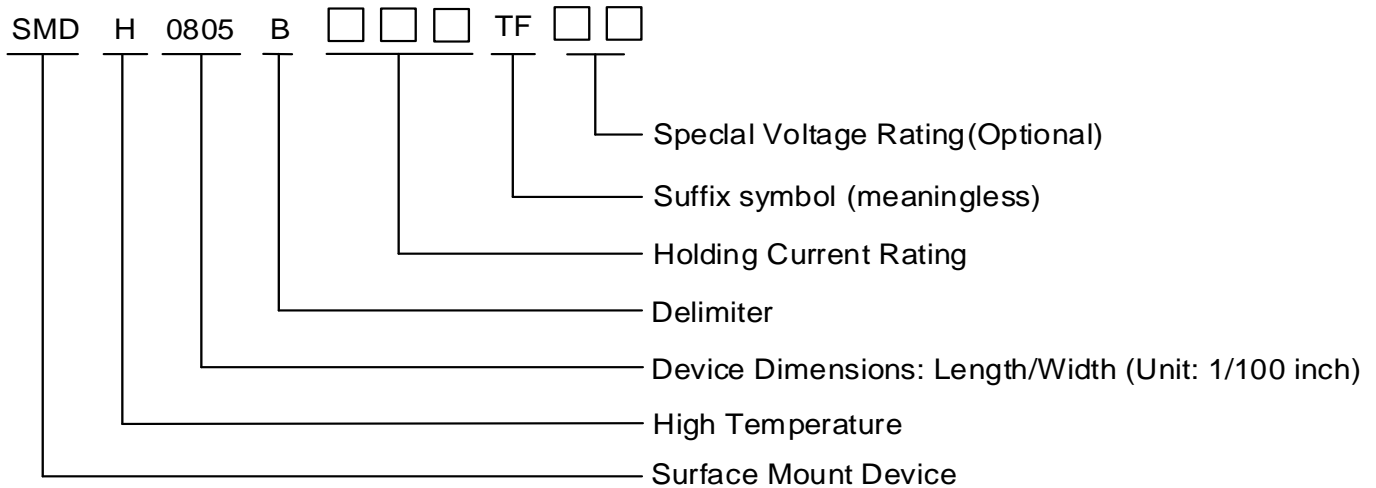 SMD H 0805 B □ □ □ TF □ □
Speclal Voltage Rating(Optional)
Suffix symbol (meaningless)
Holding Current Rating
Delimiter
Device Dimensions: Length/Width (Unit: 1/100 inch)
High Temperature
Surface Mount Device